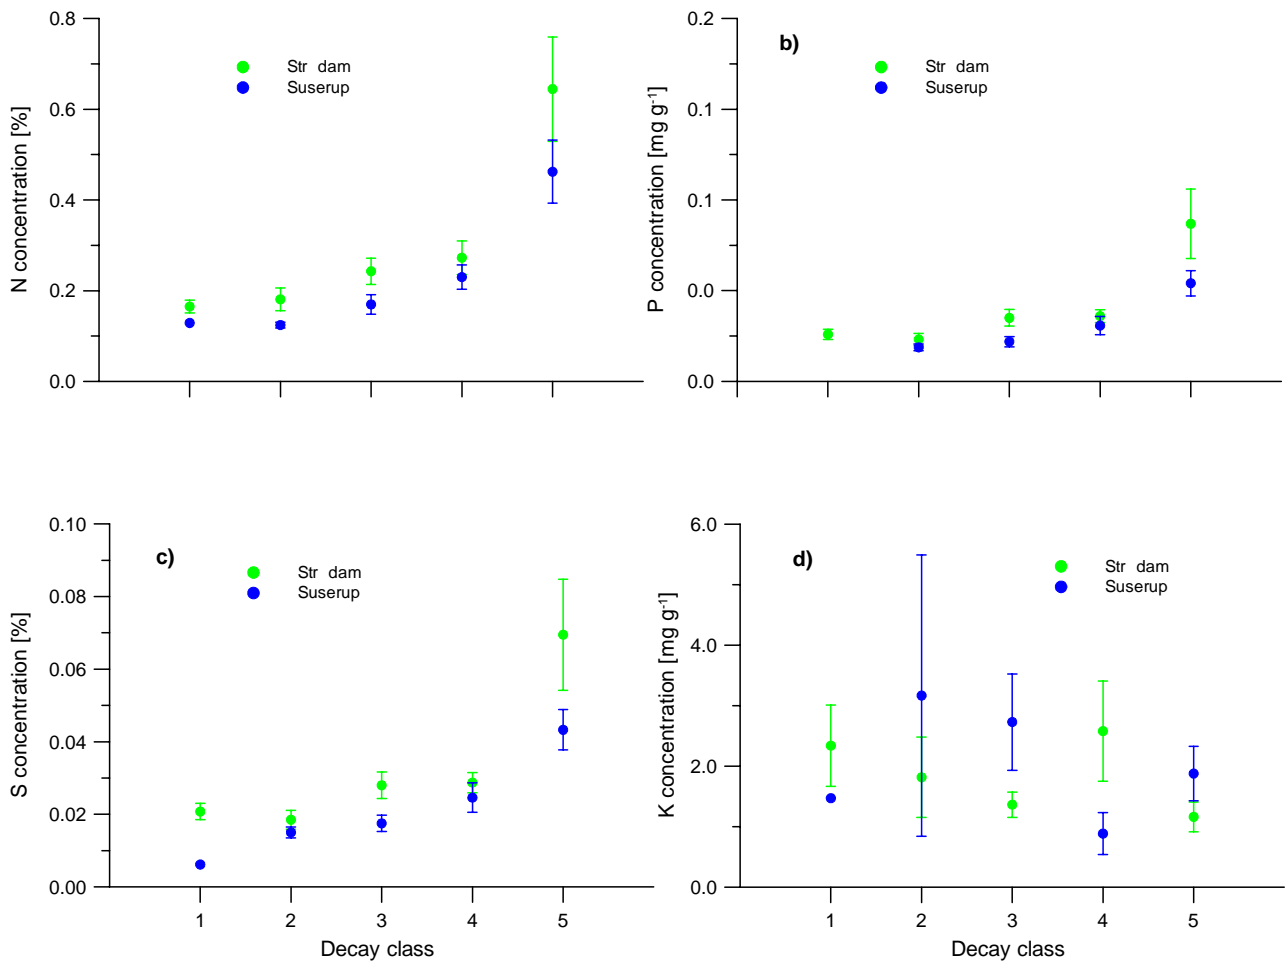 0.8
0.6
0.4
0.2
0.0
N concentration [%]
Str dam
Suserup
0.2
0.1
0.1
0.0
0.0
P concentration [mg g-1]
b)
Str dam
Suserup
0.10
0.08
0.06
0.04
0.02
0.00
S concentration [%]
c)
Str dam
Suserup
1 2 3 4 5
Decay class
6.0
4.0
2.0
0.0
K concentration [mg g-1]
d)
Str dam
Suserup
1 2 3 4 5
Decay class